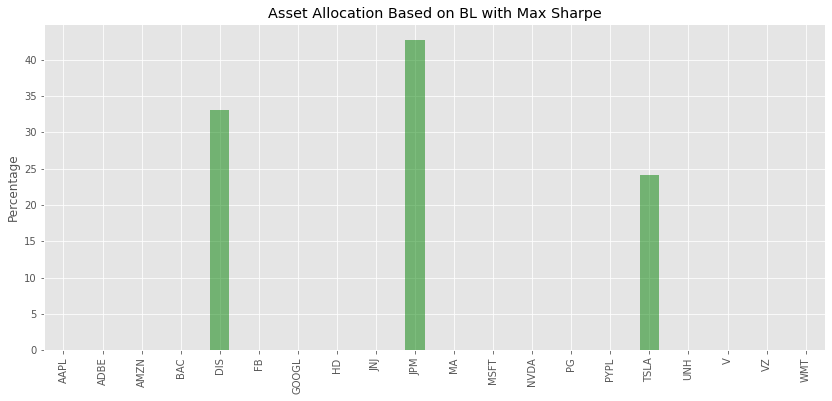 Asset Allocation Based on BL with Max Sharpe
Percentage
40
35
30
25
20
15
10
5
0
AAPL
ADBE
AMZN
BAC
DIS
FB
GOOGL
HD
JNJ
JPM
MA
MSFT
NVDA
PG
PYPL
TSLA
UNH
V
VZ
WMT